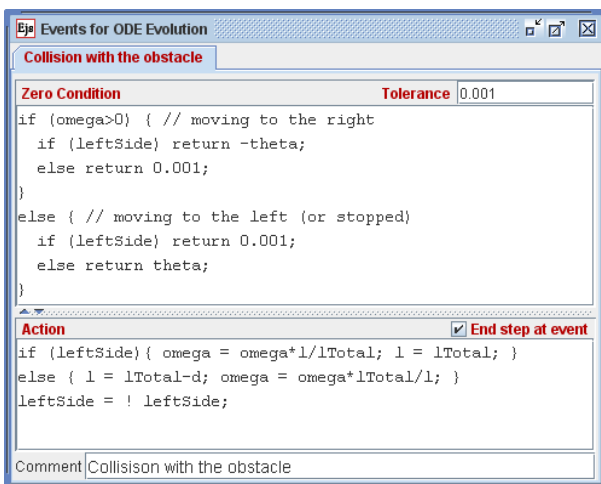 Ejs Events for ODE Evolution
Collision with the obstacle
Zero Condition Tolerance 0.001
if (omega>0) { // moving to the right
  if (leftSide) return -theta;
  else return 0.001;
}
else { // moving to the left (or stopped)
  if (leftSide) return 0.001;
  else return theta;
}
Action End step at event
if (leftSide){ omega = omega*l/lTotal; l = lTotal; }
else { l = lTotal-d; omega = omega*lTotal/l; }
leftSide = ! leftSide;
Comment Collisison with the obstacle